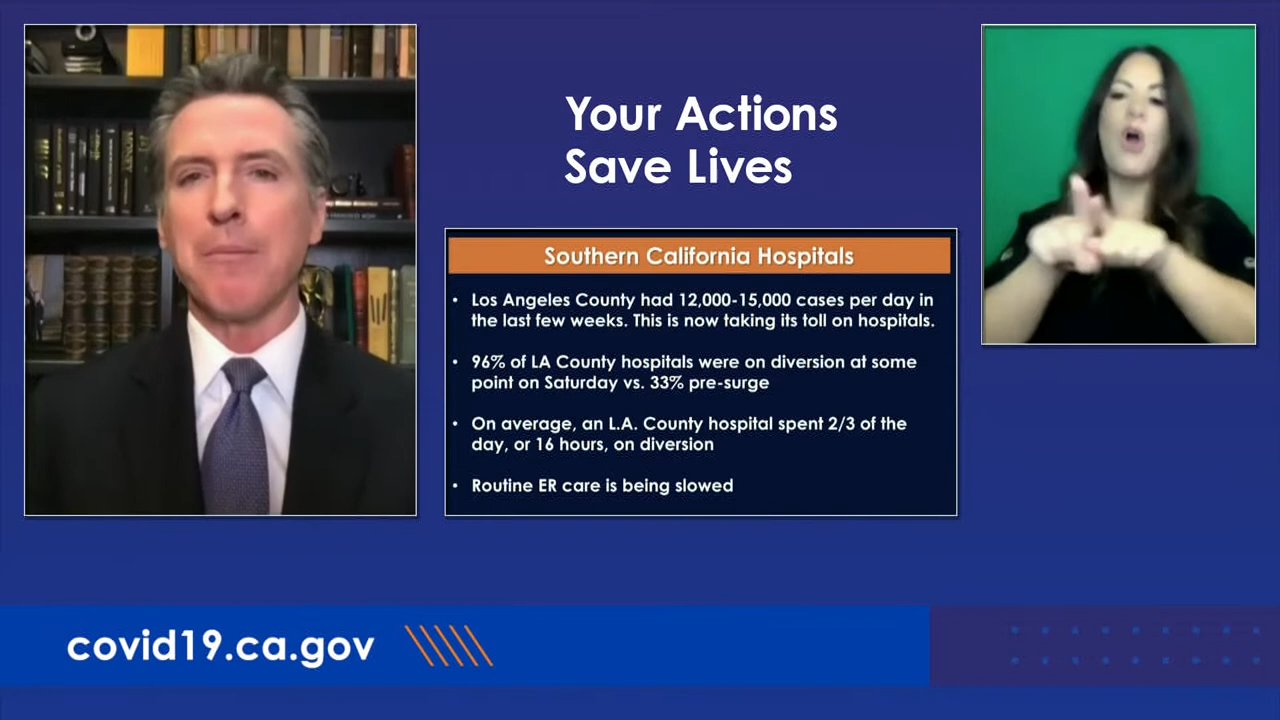 Your Actions
Save Lives
Southern California Hospitals
• Los Angeles County had 12,000-15,000 cases per day in
the last few weeks. This is now taking its toll on hospitals.
• 96% of LA County hospitals were on diversion at some
point on Saturday vs. 33% pre-surge
• On average, an L.A. County hospital spent 2/3 of the
day, or 16 hours, on diversion
• Routine ER care is being slowed
covid19.ca.gov